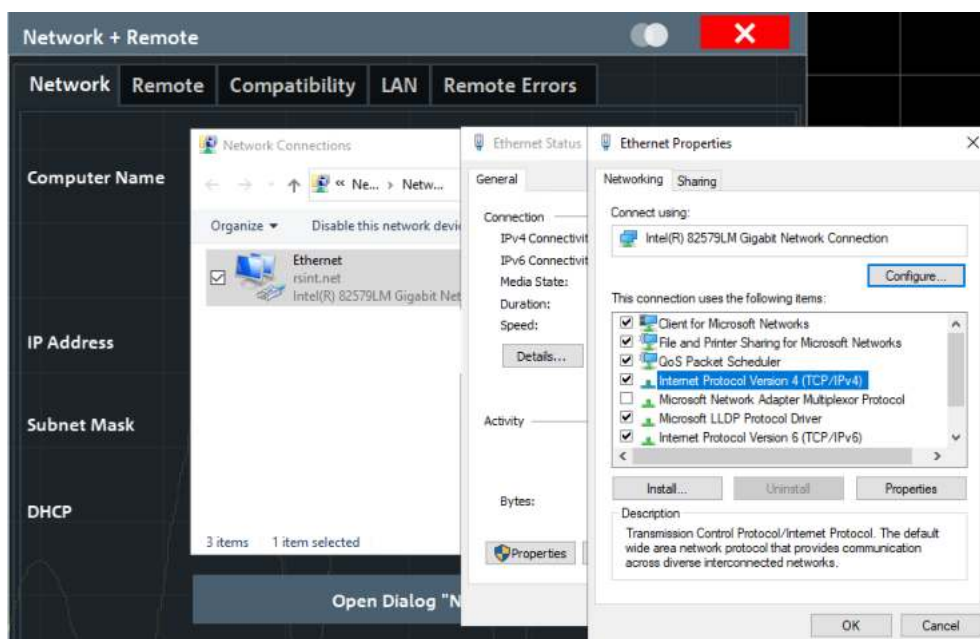 Network + Remote
Network
Remote
Compatibility
LAN
Remote Errors
Computer Name
IP Address
Subnet Mask
DHCP
Network Connections
« Ne... › Netw...
Organize
Disable this network devi
Ethernet
rsint.net
Intel(R) 82579LM Gigabit Net
3 items
1 item selected
Open Dialog "N
Ethernet Status
General
Connection
IPv4 Connectivit
IPv6 Connectivit
Media State:
Duration:
Speed:
Details...
Activity
Bytes:
Properties
Ethernet Properties
Networking
Sharing
Connect using:
Intel(R) 82579LM Gigabit Network Connection
Configure...
This connection uses the following items:
Client for Microsoft Networks
File and Printer Sharing for Microsoft Networks
QoS Packet Scheduler
Internet Protocol Version 4 (TCP/IPv4)
Microsoft Network Adapter Multiplexor Protocol
Microsoft LLDP Protocol Driver
Internet Protocol Version 6 (TCP/IPv6)
Install...
Uninstall
Properties
Description
Transmission Control Protocol/Internet Protocol. The default
wide area network protocol that provides communication
across diverse interconnected networks.
OK
Cancel